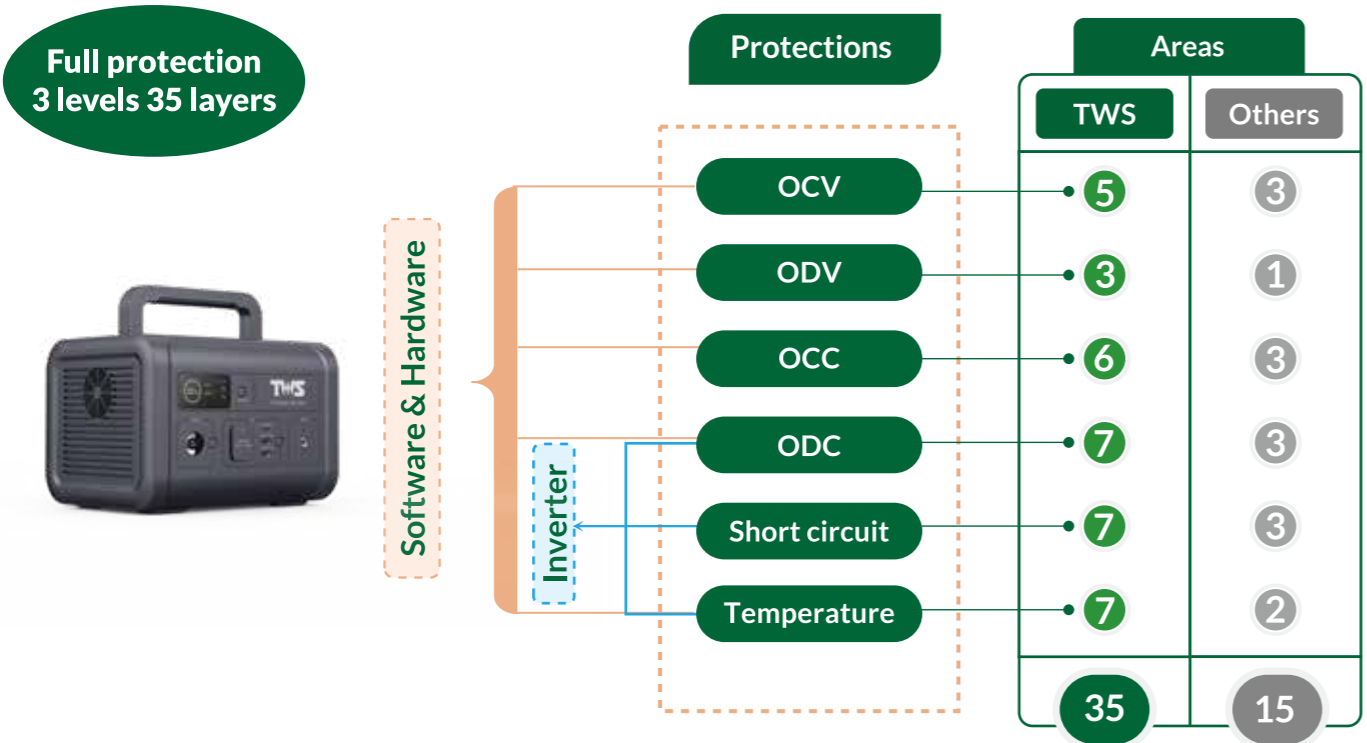 Full protection
3 levels 35 layers
Protections
Areas
TWS
Others
OCV
5
3
ODV
3
1
OCC
6
3
ODC
7
3
Short circuit
7
3
Temperature
7
2
35
15
Software & Hardware
Inverter
TWS